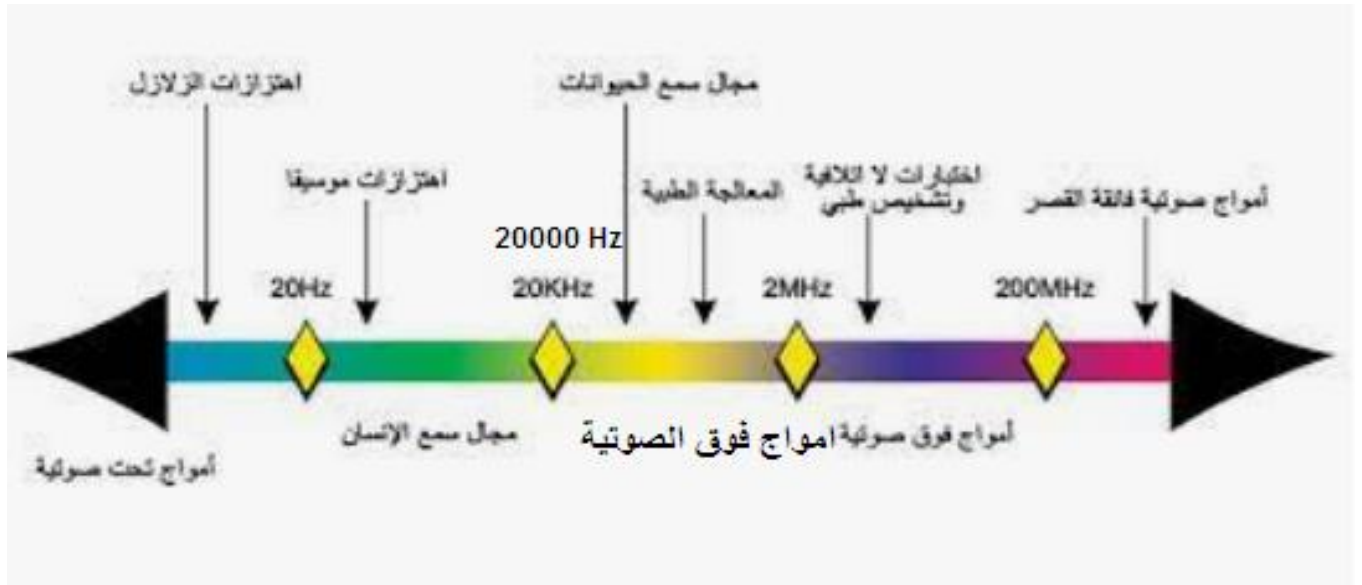 اهتزازات الزلازل
مجال سمع الحيوانات
اهتزازات موسيقا
المعالجة الطبية
اختبارات لا اتلافية
وتشخيص طبي
أمواج صوتية فائقة القصر
20000 Hz
20Hz
20KHz
2MHz
200MHz
مجال سمع الإنسان
امواج فوق الصوتية
أمواج فوق صوتية
أمواج تحت صوتية